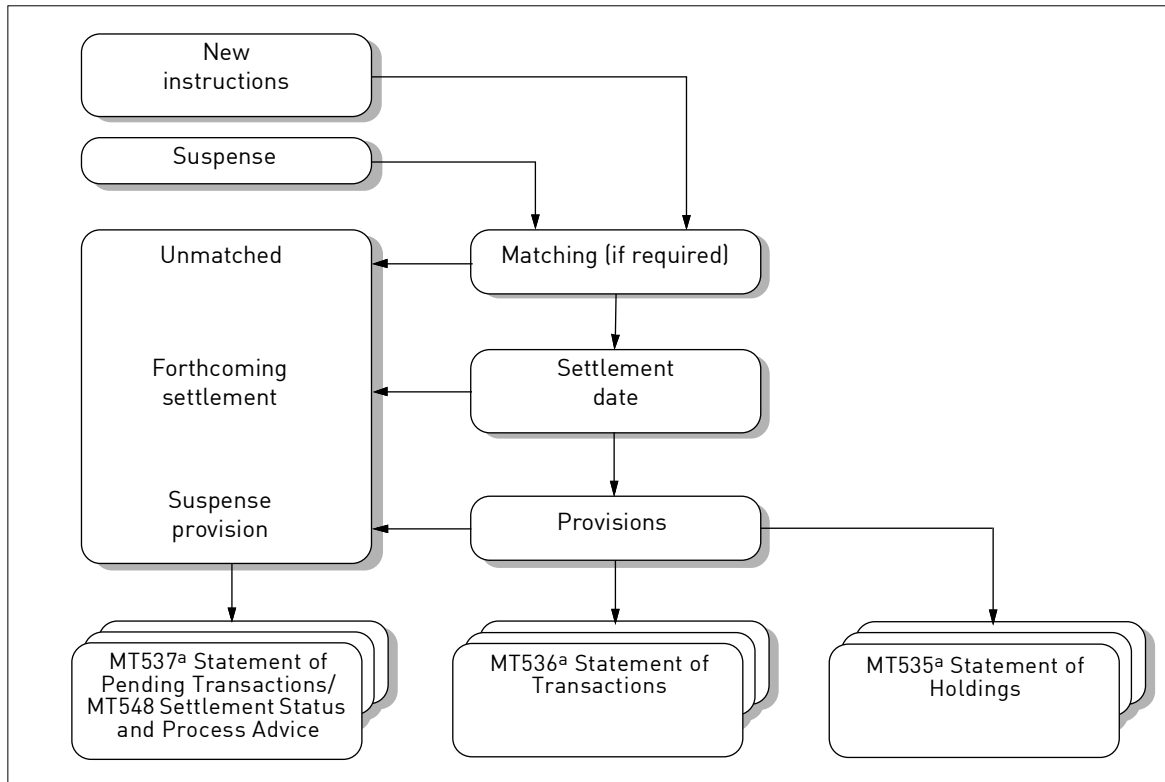 New
instructions
Suspense
Unmatched
Matching (if required)
Forthcoming
settlement
Settlement
date
Suspense
provision
Provisions
MT537ª Statement of
Pending Transactions/
MT548 Settlement Status
and Process Advice
MT536ª Statement of
Transactions
MT535ª Statement of
Holdings